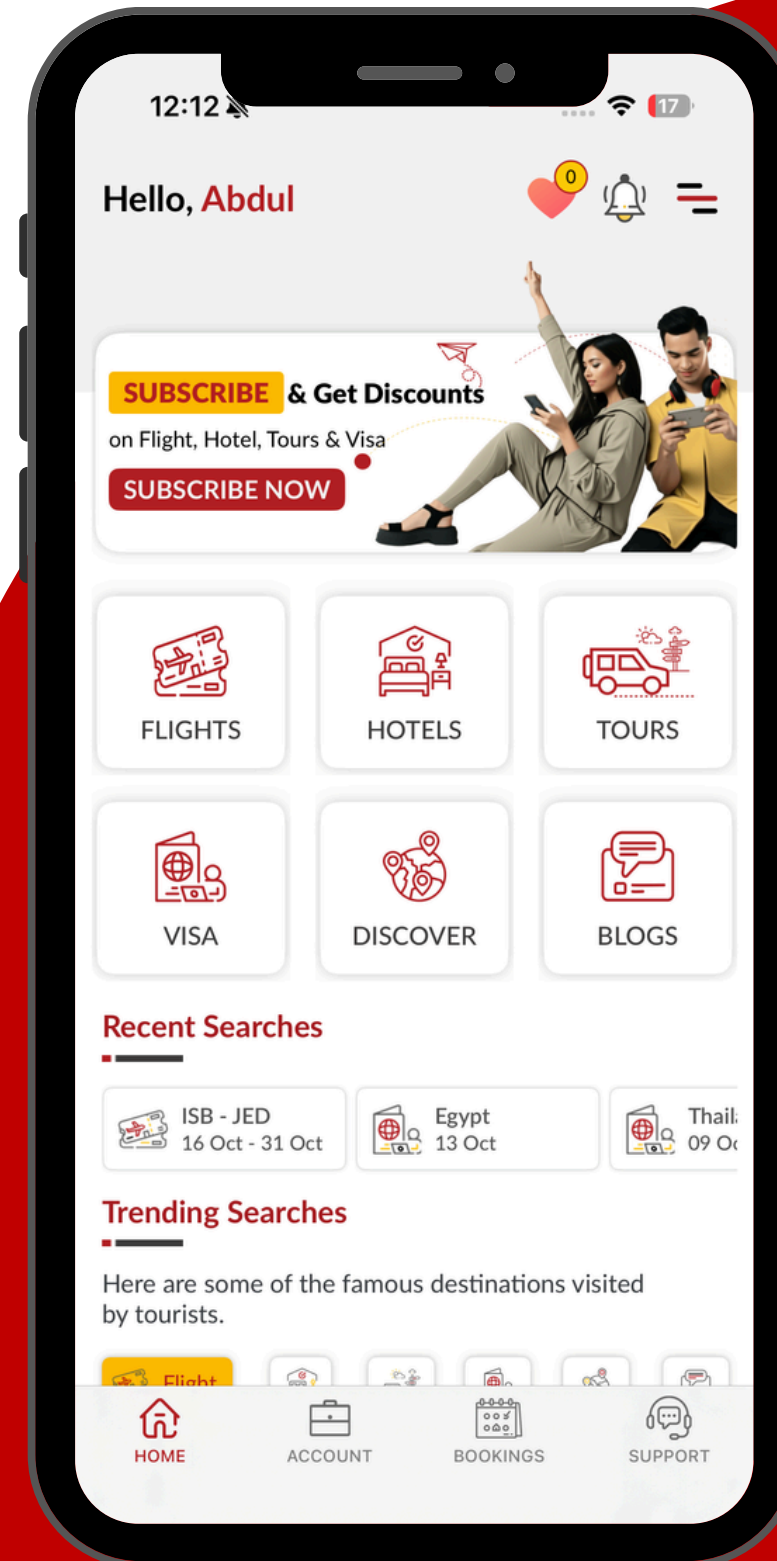 12:12
17
Hello, Abdul
0
SUBSCRIBE & Get Discounts
on Flight, Hotel, Tours & Visa
SUBSCRIBE NOW
FLIGHTS
HOTELS
TOURS
VISA
DISCOVER
BLOGS
Recent Searches
ISB - JED
16 Oct - 31 Oct
Egypt
13 Oct
09
Trending Searches
Here are some of the famous destinations visited
by tourists.
Flight
HOME
ACCOUNT
BOOKINGS
SUPPORT